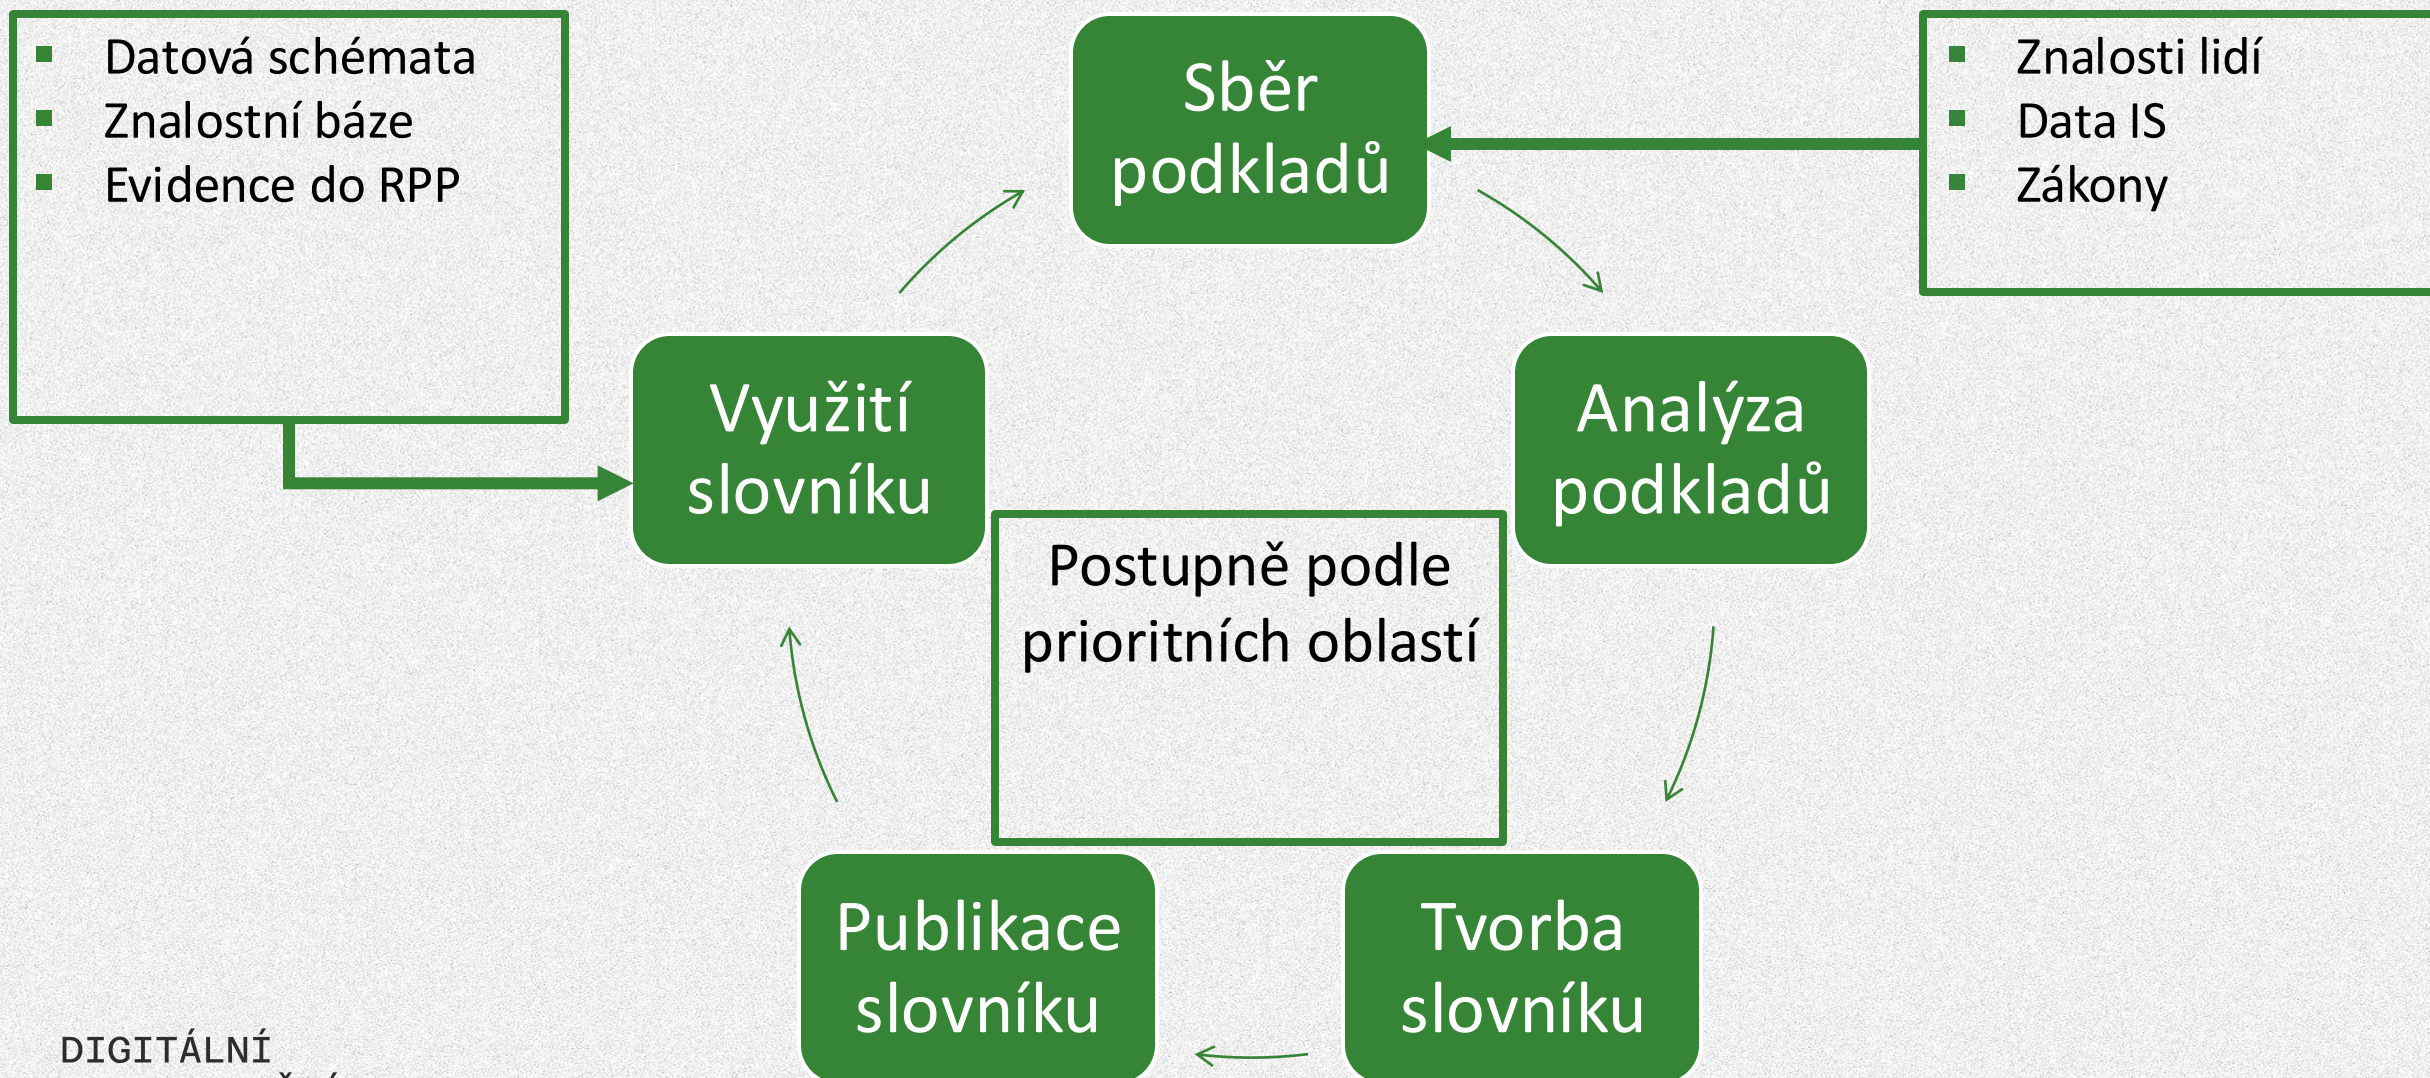 Datová schémata
Znalostní báze
Evidence do RPP
Sběr
podkladů
Znalosti lidí
Data IS
Zákony
Využití
slovníku
Analýza
podkladů
Postupně podle
prioritních oblastí
Publikace
slovníku
Tvorba
slovníku
DIGITÁLNÍ